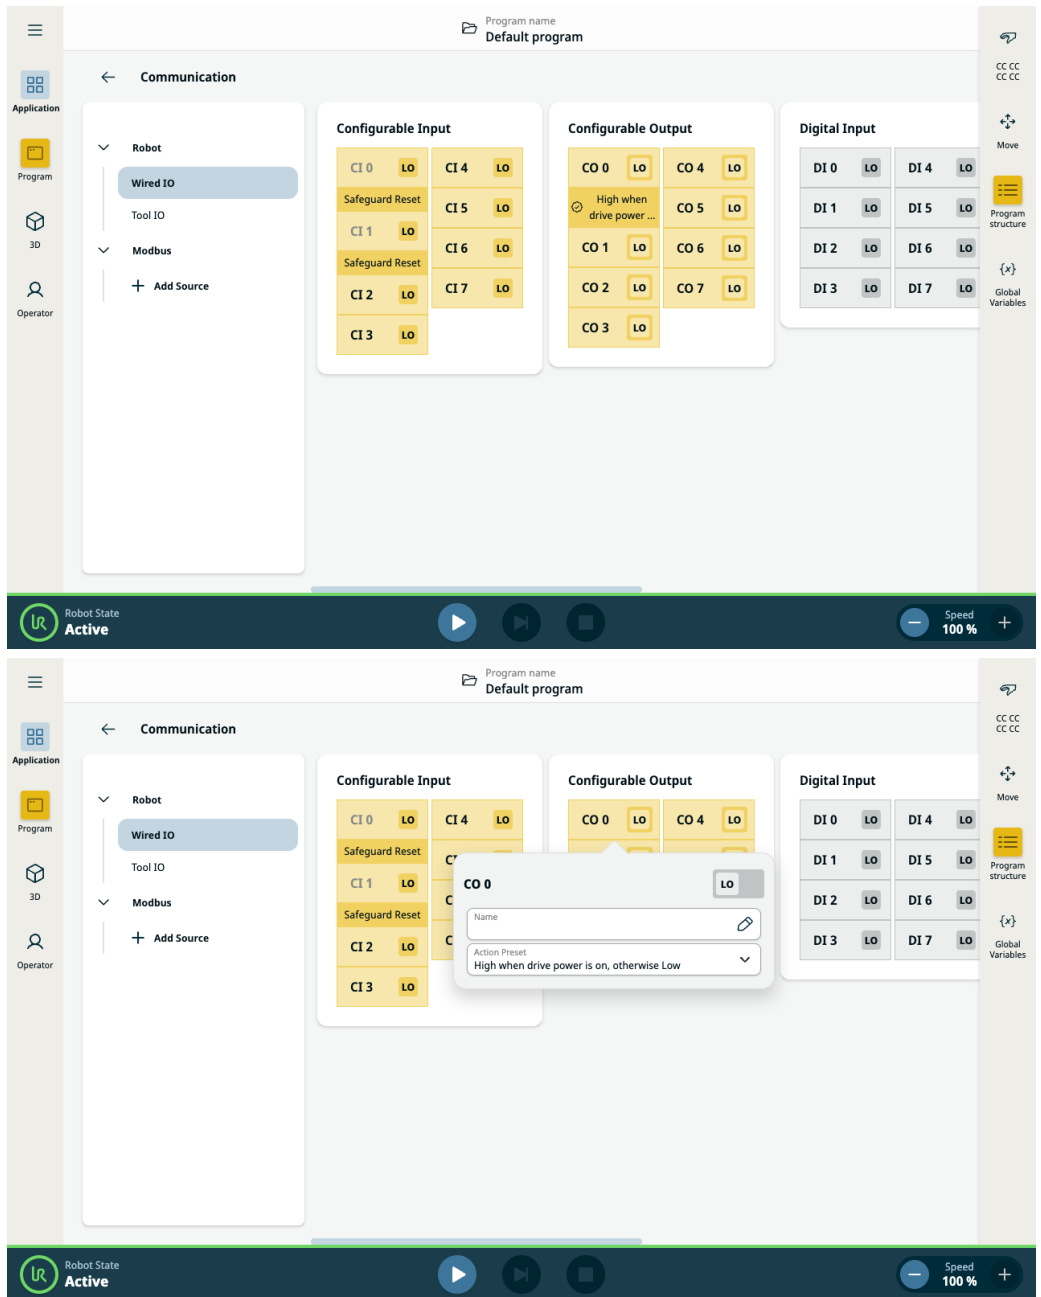 Program name
Default program
Communication
Application
Program
3D
Operator
Robot
Wired IO
Tool IO
Modbus
Add Source
Configurable Input
CI 0 LO CI 4 LO
Safeguard Reset
CI 5 LO
CI 1 LO
CI 6 LO
Safeguard Reset
CI 2 LO CI 7 LO
CI 3 LO
Configurable Output
CO 0 LO CO 4 LO
High when
drive power ...
CO 5 LO
CO 1 LO CO 6 LO
CO 2 LO CO 7 LO
CO 3 LO
Digital Input
DI 0 LO DI 4 LO
DI 1 LO DI 5 LO
DI 2 LO DI 6 LO
DI 3 LO DI 7 LO
CC CC
CC CC
Move
Program
structure
{x}
Global
Variables
Robot State
Active
Speed
100 %
Program name
Default program
Communication
Application
Program
3D
Operator
Robot
Wired IO
Tool IO
Modbus
Add Source
Configurable Input
CI 0 LO CI 4 LO
Safeguard Reset
CI 1 LO
Safeguard Reset
CI 2 LO
CI 3 LO
Configurable Output
CO 0 LO CO 4 LO
CO 0 LO
Name
Action Preset
High when drive power is on, otherwise Low
Digital Input
DI 0 LO DI 4 LO
DI 1 LO DI 5 LO
DI 2 LO DI 6 LO
DI 3 LO DI 7 LO
CC CC
CC CC
Move
Program
structure
{x}
Global
Variables
Robot State
Active
Speed
100 %